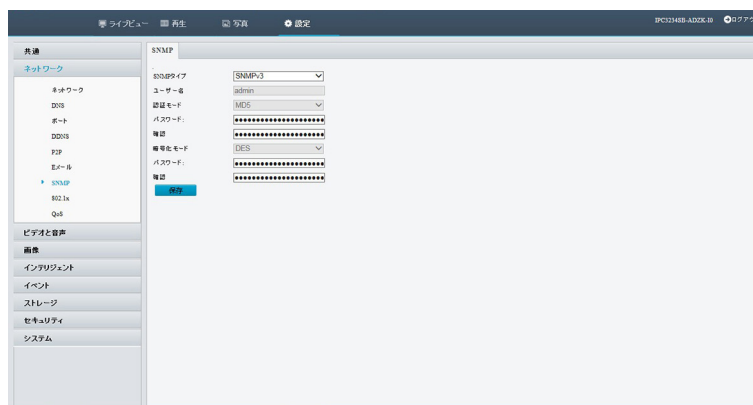 ライブビュー 再生 写真 設定 IPC3234SB-ADZK-I0 ログアウ
共通
ネットワーク
ネットワーク
DNS
ポート
DDNS
P2P
Eメール
SNMP
802.1x
QoS
ビデオと音声
画像
インテリジェント
イベント
ストレージ
セキュリティ
システム
SNMP
SNMPタイプ SNMPv3
ユーザー名 admin
認証モード MD5
パスワード: ●●●●●●●●●●●●●●●●●●●●
確認 ●●●●●●●●●●●●●●●●●●●●
暗号化モード DES
パスワード: ●●●●●●●●●●●●●●●●●●●●
確認 ●●●●●●●●●●●●●●●●●●●●
保存